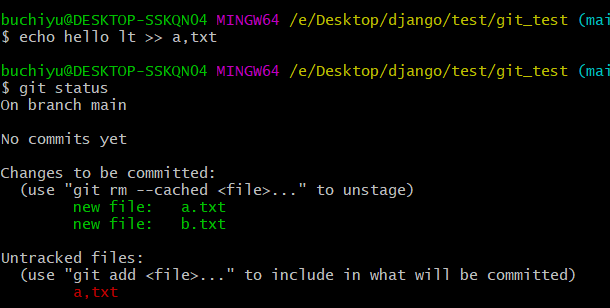 buchiyu@DESKTOP-SSKQNO4 MINGW64 /e/Desktop/django/test/git_test (mai
$ echo hello lt >> a,txt
buchiyu@DESKTOP-SSKQNO4 MINGW64 /e/Desktop/django/test/git_test (mai
$ git status
On branch main
No commits yet
Changes to be committed:
(use "git rm --cached <file>..." to unstage)
new file: a.txt
new file: b.txt
Untracked files:
(use "git add <file>..." to include in what will be committed)
a,txt